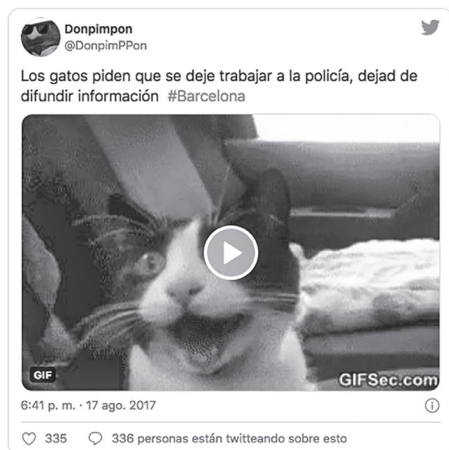 Donpimpon
@DonpimPPon
Los gatos piden que se deje trabajar a la policía, dejad de
difundir información #Barcelona
GIF
GIFSec.com
6:41 p. m. · 17 ago. 2017
335
336 personas están twitteando sobre esto